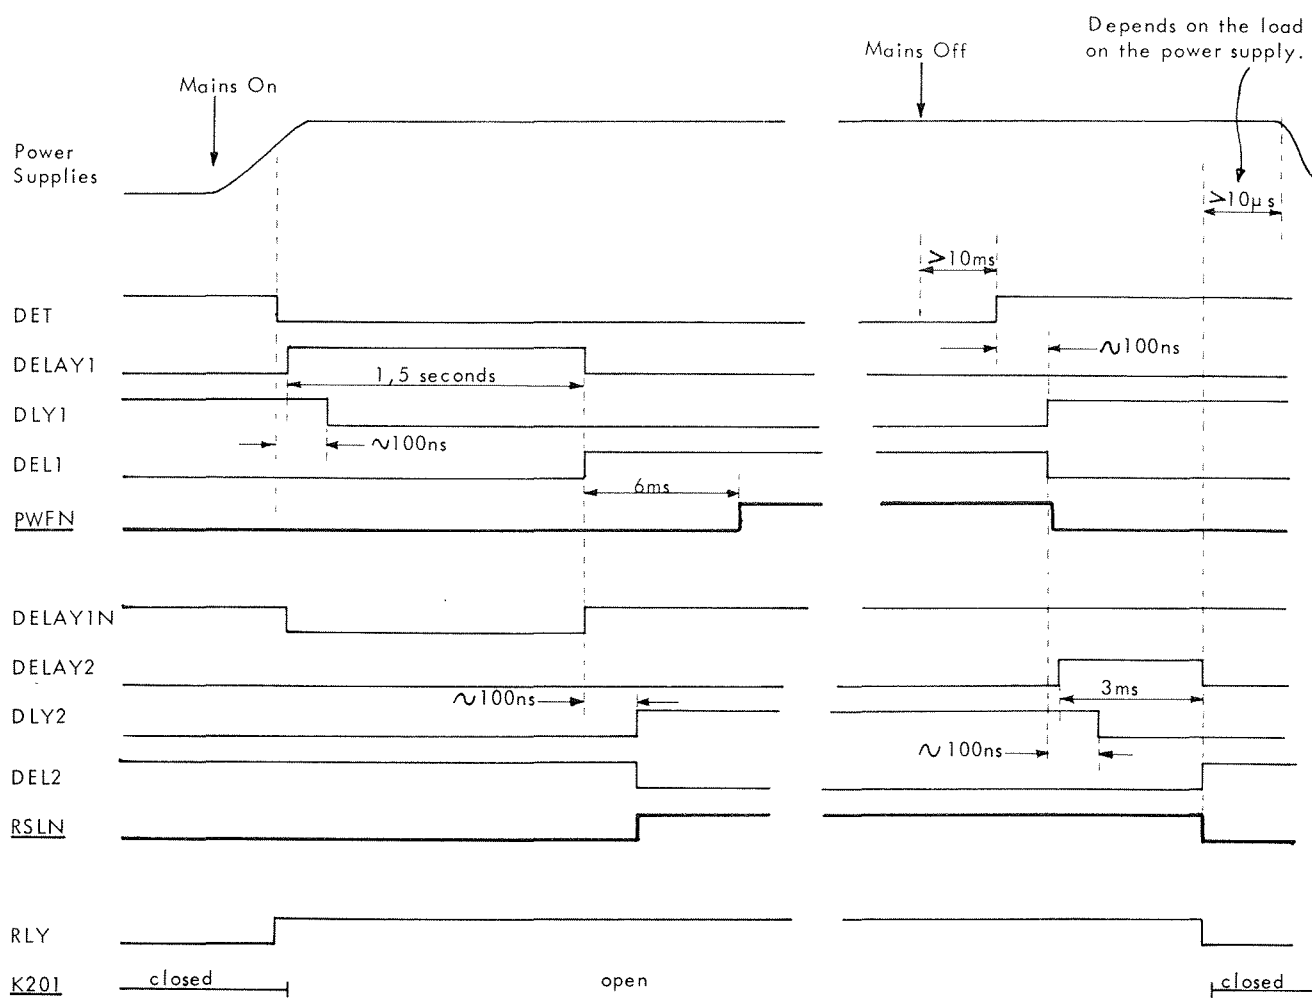 Depends on the load
on the power supply.
Mains Off
Mains On
Power
Supplies
>10µs
>10ms
DET
~100ns
DELAY1
1,5 seconds
DLY1
~100ns
DEL1
6ms
PWFN
DELAY1N
DELAY2
3ms
~100ns
DLY2
~100ns
DEL2
RSLN
RLY
closed
open
closed
K201